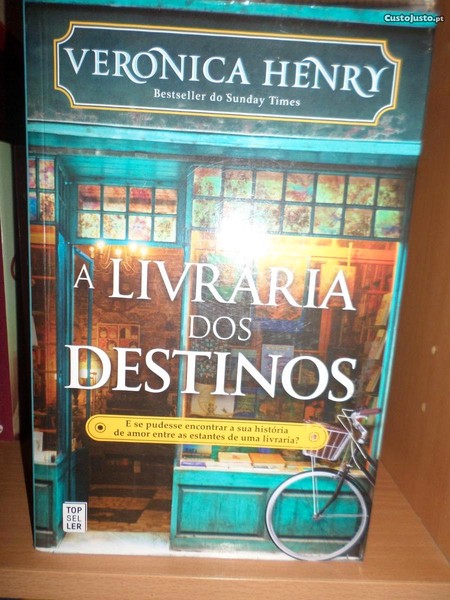 CustoJusto.pt
VERONICA HENRY
Bestseller do Sunday Times
A LIVRARIA
DOS
DESTINOS
E se pudesse encontrar a sua história
de amor entre as estantes de uma livraria?
TOP
SEL
LER